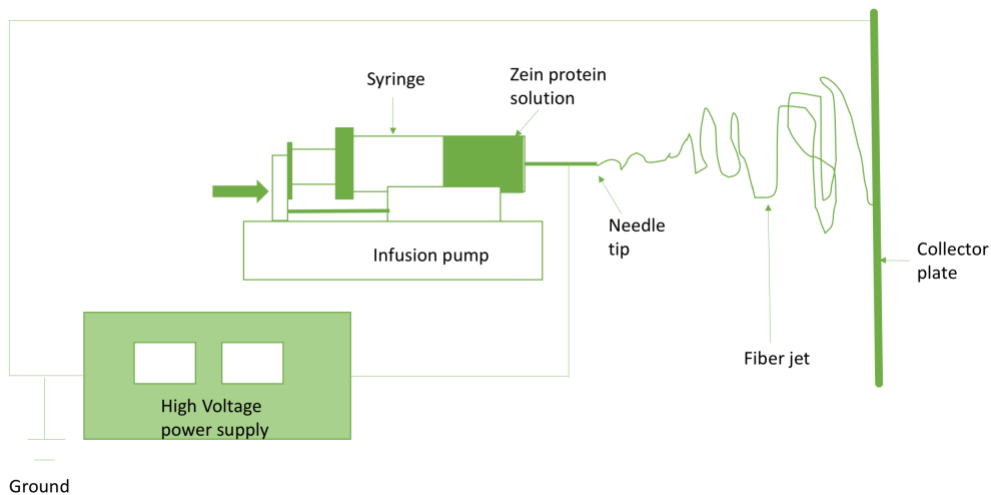 Syringe
Zein protein
solution
Needle
tip
Infusion pump
Collector
plate
Fiber jet
High Voltage
power supply
Ground